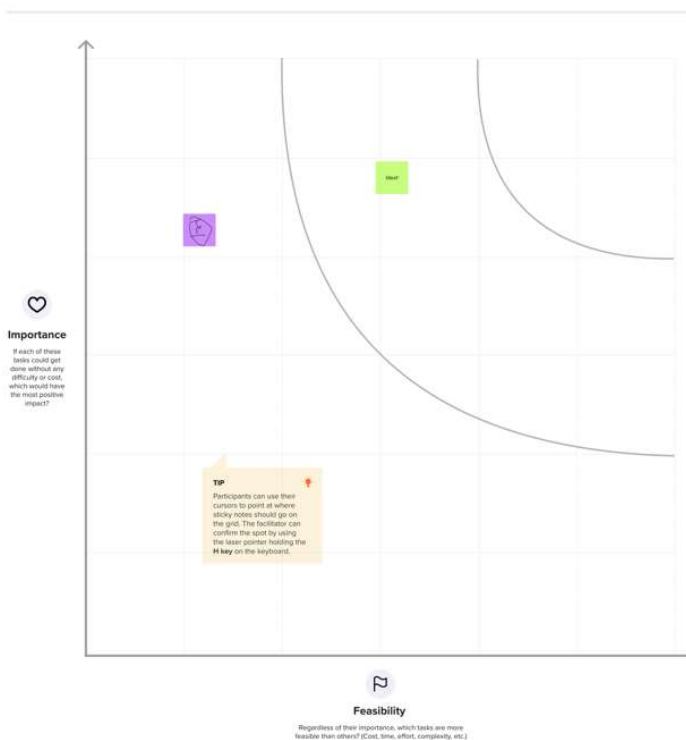 Importance
If each of these
tasks could get
done without any
difficulty or cost,
which would have
the most positive
impact?
TIP
Participants can use their
cursors to point at where
sticky notes should go on
the grid. The facilitator can
confirm the spot by using
the laser pointer holding the
H key on the keyboard.
Feasibility
Regardless of their importance, which tasks are more
feasible than others? (Cost, time, effort, complexity, etc.)